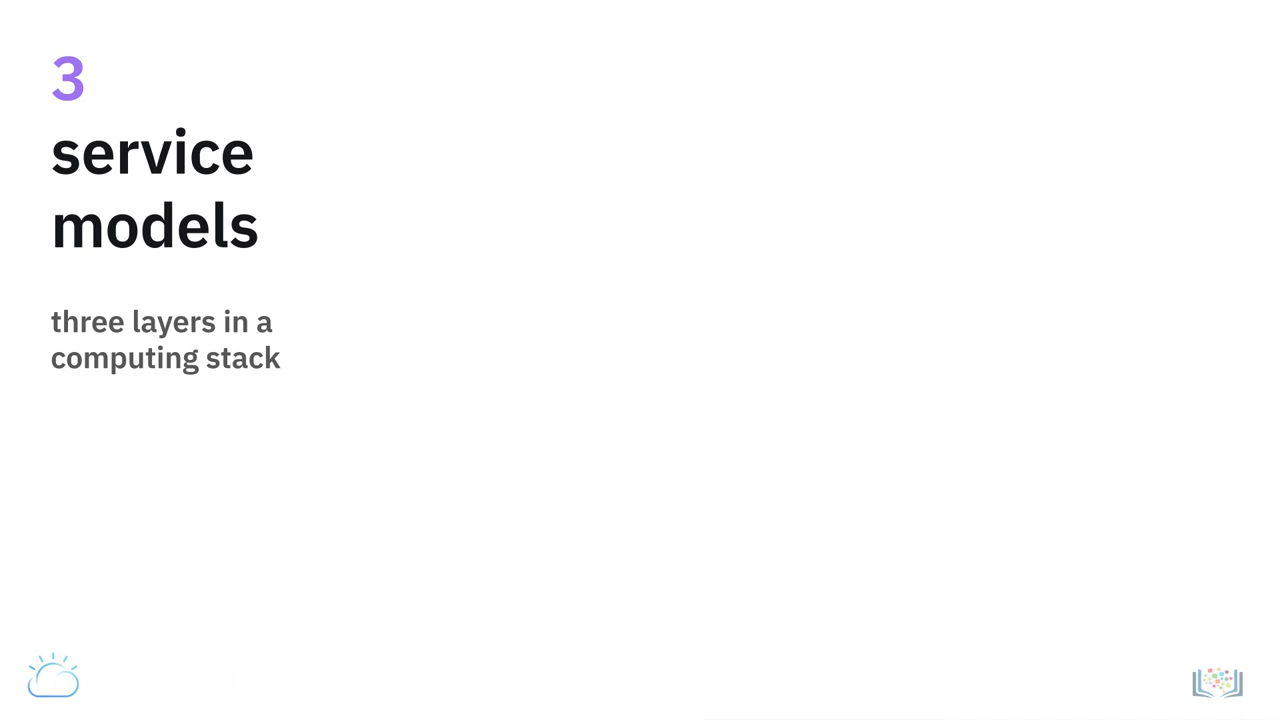 3
service
models
three layers in a
computing stack